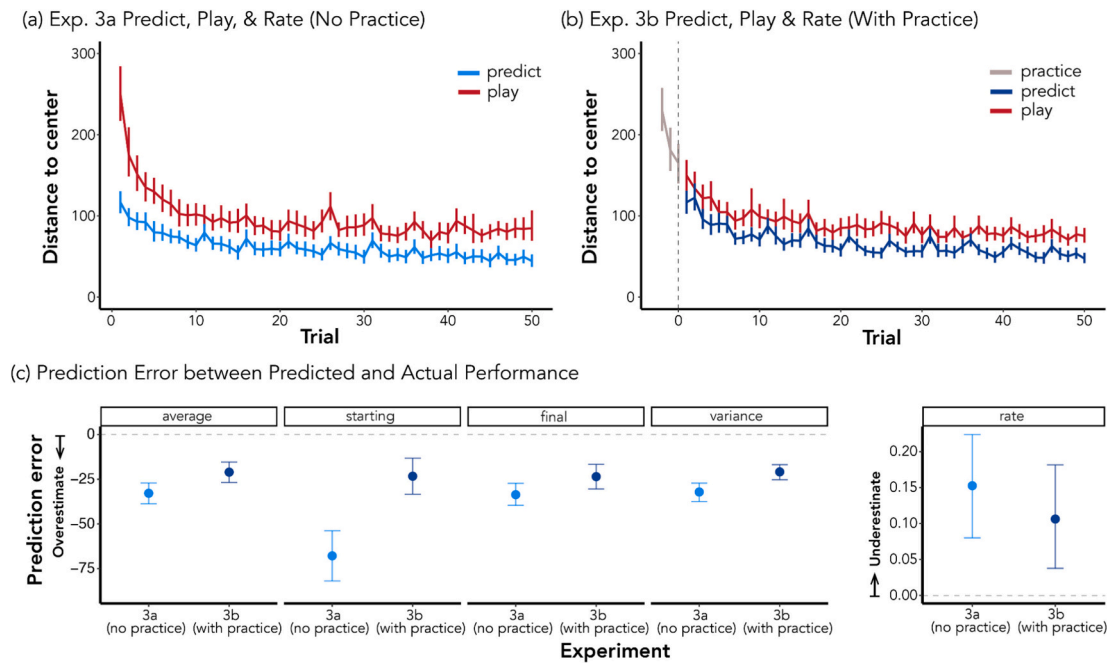 (a) Exp. 3a Predict, Play, & Rate (No Practice)
300
200
100
0
Distance to center
predict
play
0 10 20 30 40 50
Trial
(b) Exp. 3b Predict, Play & Rate (With Practice)
300
200
100
0
Distance to center
practice
predict
play
0 10 20 30 40 50
Trial
(c) Prediction Error between Predicted and Actual Performance
average starting final variance rate
Prediction error
Overestimate
0
−25
−50
−75
3a 3b 3a 3b 3a 3b 3a 3b
(no practice) (with practice) (no practice) (with practice) (no practice) (with practice) (no practice) (with practice)
Experiment
Underestimate
0.20
0.15
0.10
0.05
0.00
3a 3b
(no practice) (with practice)